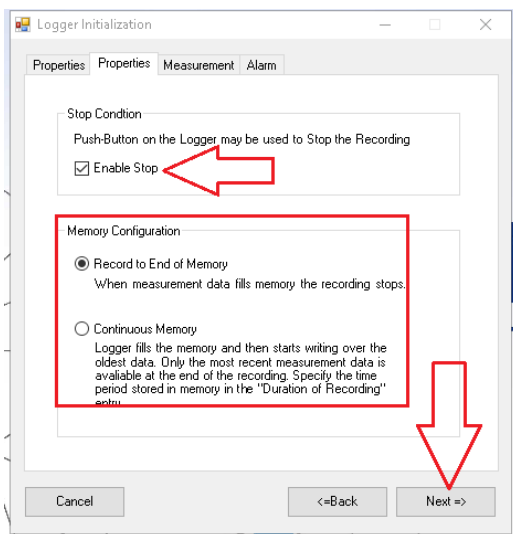 Logger Initialization
Properties Properties Measurement Alarm
Stop Condtion
Push-Button on the Logger may be used to Stop the Recording
Enable Stop
Memory Configuration
Record to End of Memory
When measurement data fills memory the recording stops.
Continuous Memory
Logger fills the memory and then starts writing over the
oldest data. Only the most recent measurement data is
avaliable at the end of the recording. Specify the time
period stored in memory in the "Duration of Recording"
entry
Cancel <=Back Next =>